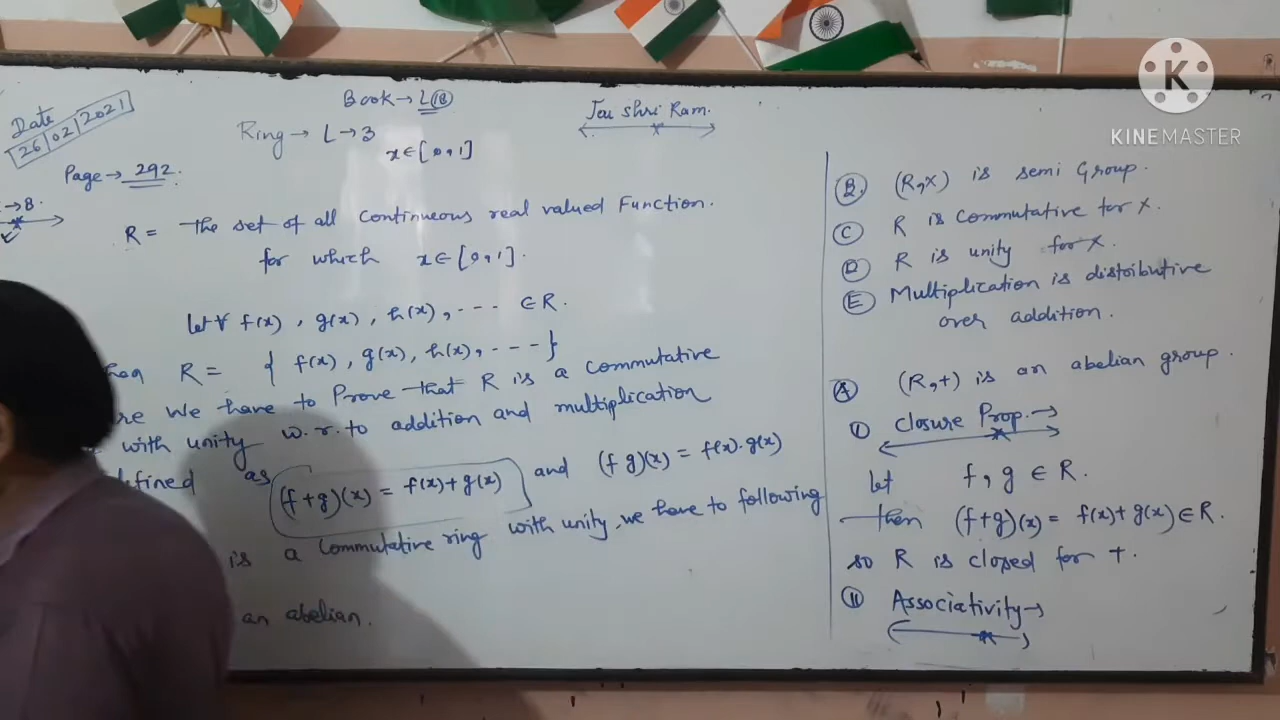 Date
26/02/2021
Book→L(1B)
Ring→ L→3
x∈[0,1]
Jai Shri Ram.
Page→ 292.
→B.
R = the set of all Continuous real valued Function.
for which x∈[0,1].
let ∀ f(x), g(x), h(x), ---- ∈R.
R = { f(x), g(x), h(x), ---- }
We have to Prove that R is a commutative
with unity w.r.to addition and multiplication
as (f+g)(x) = f(x)+g(x) and (f g)(x) = f(x)·g(x)
is a Commutative ring with unity we have to following
an abelian.
(B) (R,×) is semi Group.
(C) R is Commutative for ×.
(D) R is unity for ×.
(E) Multiplication is distributive
over addition.
(A) (R,+) is an abelian group.
(I) Closure Prop.→
let f, g ∈ R.
then (f+g)(x) = f(x)+g(x) ∈ R.
so R is closed for +.
(II) Associativity→
KINEMASTER